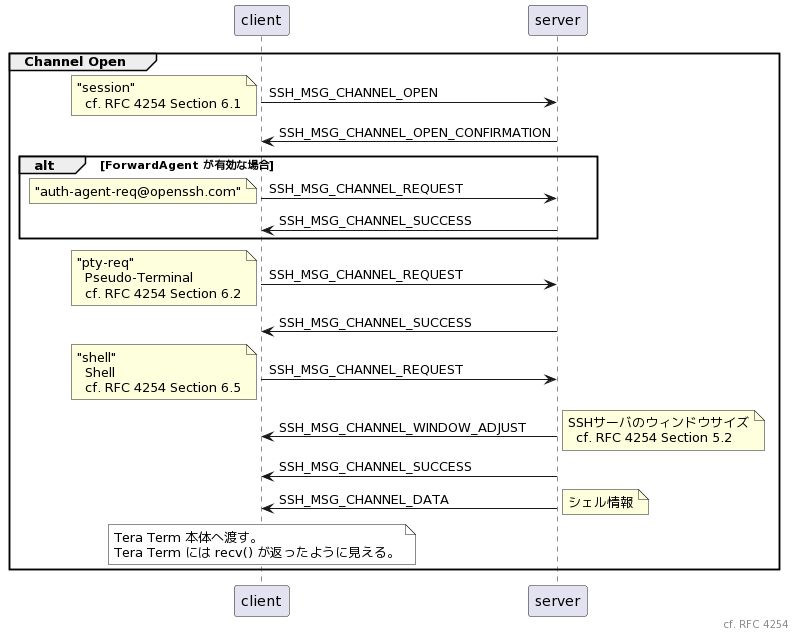 client
server
Channel Open
"session"
cf. RFC 4254 Section 6.1
SSH_MSG_CHANNEL_OPEN
SSH_MSG_CHANNEL_OPEN_CONFIRMATION
alt
[ForwardAgent が有効な場合]
"auth-agent-req@openssh.com"
SSH_MSG_CHANNEL_REQUEST
SSH_MSG_CHANNEL_SUCCESS
"pty-req"
Pseudo-Terminal
cf. RFC 4254 Section 6.2
SSH_MSG_CHANNEL_REQUEST
SSH_MSG_CHANNEL_SUCCESS
"shell"
Shell
cf. RFC 4254 Section 6.5
SSH_MSG_CHANNEL_REQUEST
SSH_MSG_CHANNEL_WINDOW_ADJUST
SSHサーバのウィンドウサイズ
cf. RFC 4254 Section 5.2
SSH_MSG_CHANNEL_SUCCESS
SSH_MSG_CHANNEL_DATA
シェル情報
Tera Term 本体へ渡す。
Tera Term には recv() が返ったように見える。
client
server
cf. RFC 4254